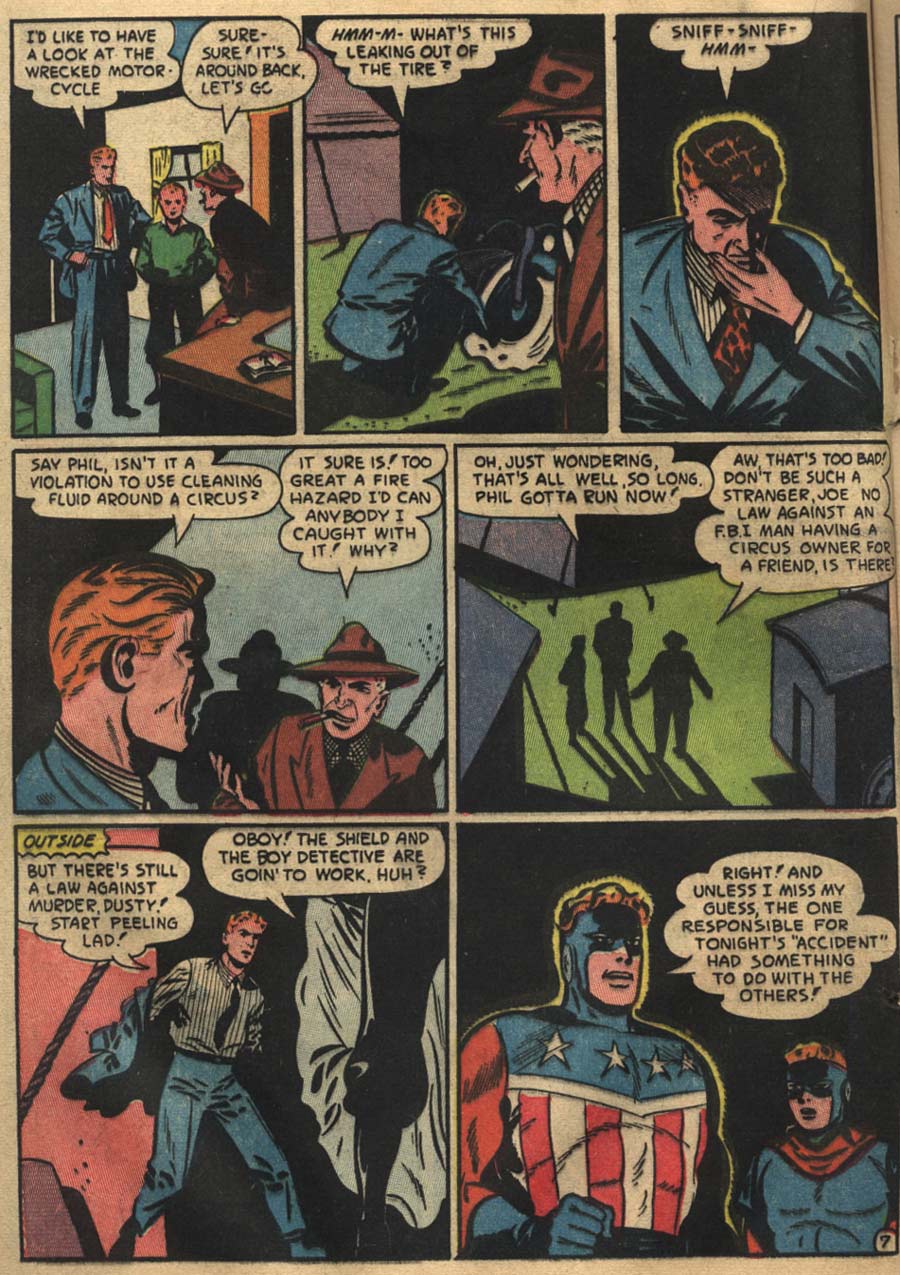 I'D LIKE TO HAVE
A LOOK AT THE
WRECKED MOTOR-
CYCLE
SURE-
SURE! IT'S
AROUND BACK,
LET'S GO
HMM-M- WHAT'S THIS
LEAKING OUT OF
THE TIRE?
SNIFF-SNIFF-
HMM-
SAY PHIL, ISN'T IT A
VIOLATION TO USE CLEANING
FLUID AROUND A CIRCUS?
IT SURE IS! TOO
GREAT A FIRE
HAZARD I'D CAN
ANYBODY I
CAUGHT WITH
IT! WHY?
OH, JUST WONDERING,
THAT'S ALL WELL, SO LONG,
PHIL GOTTA RUN NOW!
AW, THAT'S TOO BAD!
DON'T BE SUCH A
STRANGER, JOE NO
LAW AGAINST AN
F.B.I MAN HAVING A
CIRCUS OWNER FOR
A FRIEND, IS THERE?
OUTSIDE
BUT THERE'S STILL
A LAW AGAINST
MURDER, DUSTY!
START PEELING
LAD!
OBOY! THE SHIELD AND
THE BOY DETECTIVE ARE
GOIN' TO WORK, HUH?
RIGHT! AND
UNLESS I MISS MY
GUESS, THE ONE
RESPONSIBLE FOR
TONIGHT'S "ACCIDENT"
HAD SOMETHING
TO DO WITH THE
OTHERS!
7